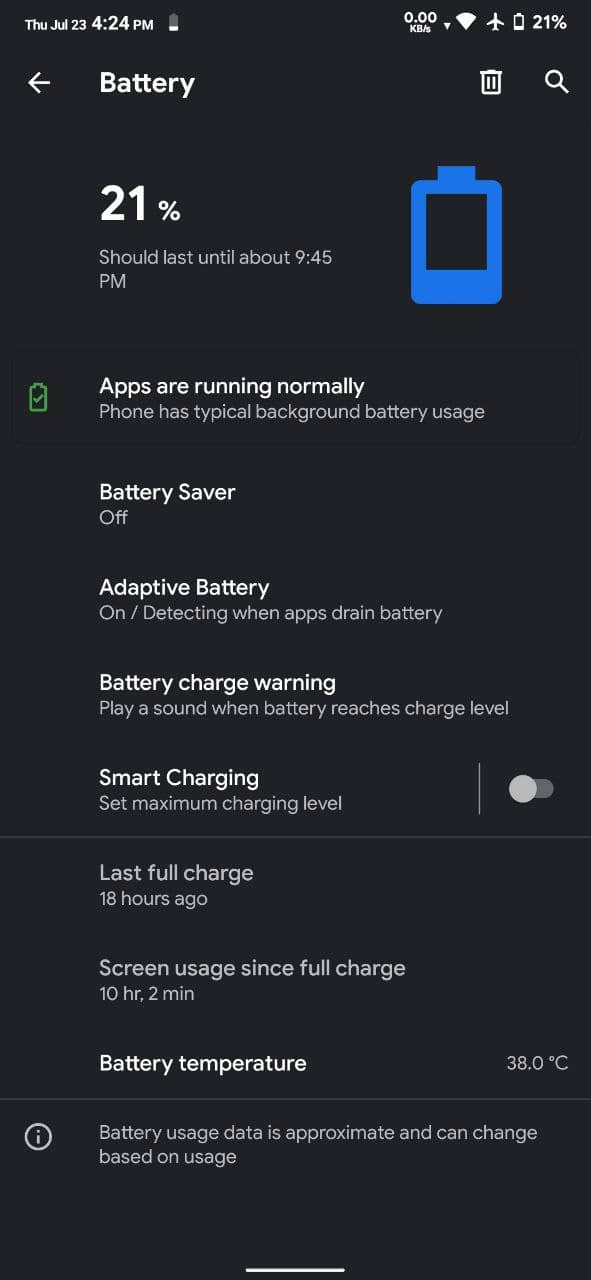 Thu Jul 23 4:24 PM 0.00 KB/s 21%
Battery
21 %
Should last until about 9:45
PM
Apps are running normally
Phone has typical background battery usage
Battery Saver
Off
Adaptive Battery
On / Detecting when apps drain battery
Battery charge warning
Play a sound when battery reaches charge level
Smart Charging
Set maximum charging level
Last full charge
18 hours ago
Screen usage since full charge
10 hr, 2 min
Battery temperature 38.0 °C
Battery usage data is approximate and can change
based on usage